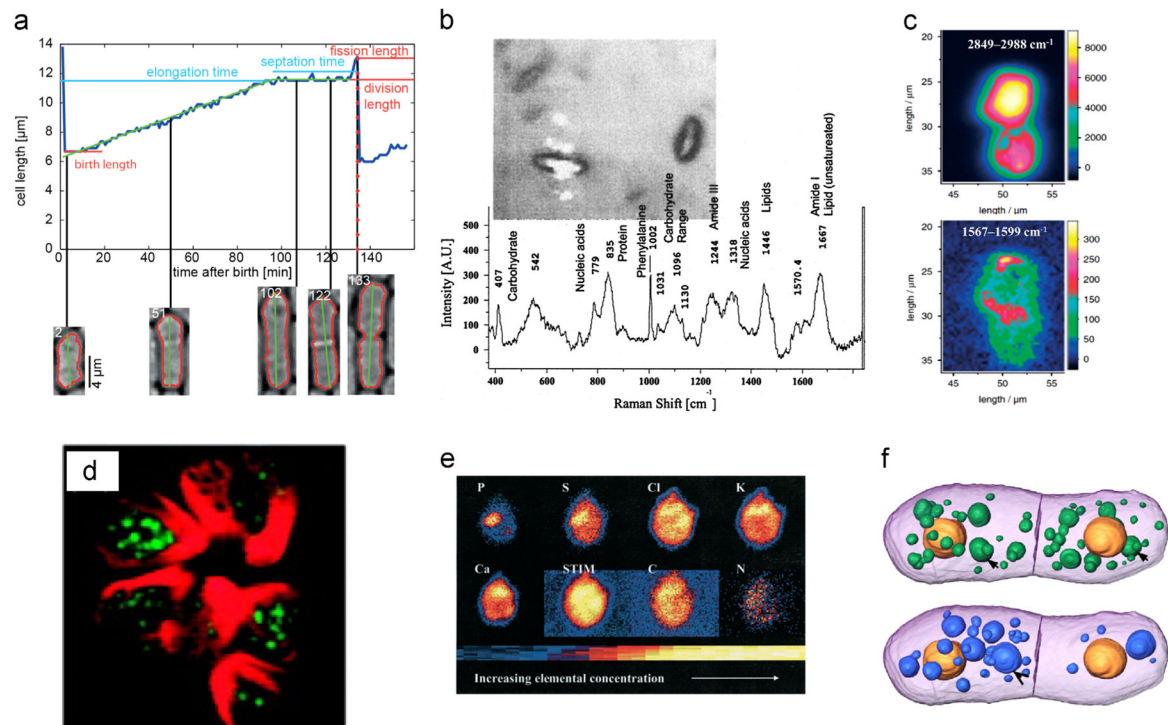 a
14
12
10
8
6
4
2
0
cell length [µm]
elongation time
septation time
fission length
division
length
birth length
0 20 40 60 80 100 120 140
time after birth [min]
2
51
102
122
133
4 µm
b
Intensity [A.U.]
500
400
300
200
100
0
407
Carbohydrate
542
Nucleic acids
779
835
Protein
Phenylalanine
1002
1031
Carbohydrate
Range
1096
1130
1244
Amide III
1318
Nucleic acids
1446
Lipids
1570.4
1667
Amide I
Lipid (unsatureated)
400 600 800 1000 1200 1400 1600
Raman Shift [cm-1]
c
2849–2988 cm-1
20
25
30
35
length / µm
45 50 55
length / µm
8000
6000
4000
2000
0
1567–1599 cm-1
20
25
30
35
length / µm
45 50 55
length / µm
300
250
200
150
100
50
0
d
e
P S Cl K
Ca STIM C N
Increasing elemental concentration
f